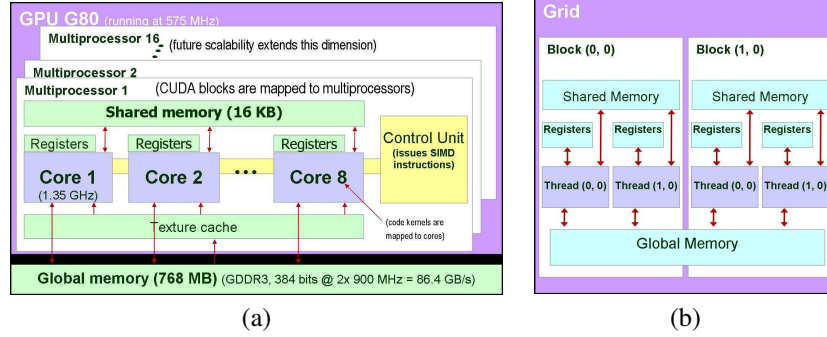 GPU G80 (running at 575 MHz)
Multiprocessor 16
(future scalability extends this dimension)
Multiprocessor 2
Multiprocessor 1
(CUDA blocks are mapped to multiprocessors)
Shared memory (16 KB)
Registers
Registers
Registers
Control Unit
(issues SIMD
instructions)
Core 1
(1.35 GHz)
Core 2
•••
Core 8
Texture cache
(code kernels are
mapped to cores)
Global memory (768 MB) (GDDR3, 384 bits @ 2x 900 MHz = 86.4 GB/s)
(a)
Grid
Block (0, 0)
Block (1, 0)
Shared Memory
Shared Memory
Registers
Registers
Registers
Registers
Thread (0, 0)
Thread (1, 0)
Thread (0, 0)
Thread (1, 0)
Global Memory
(b)